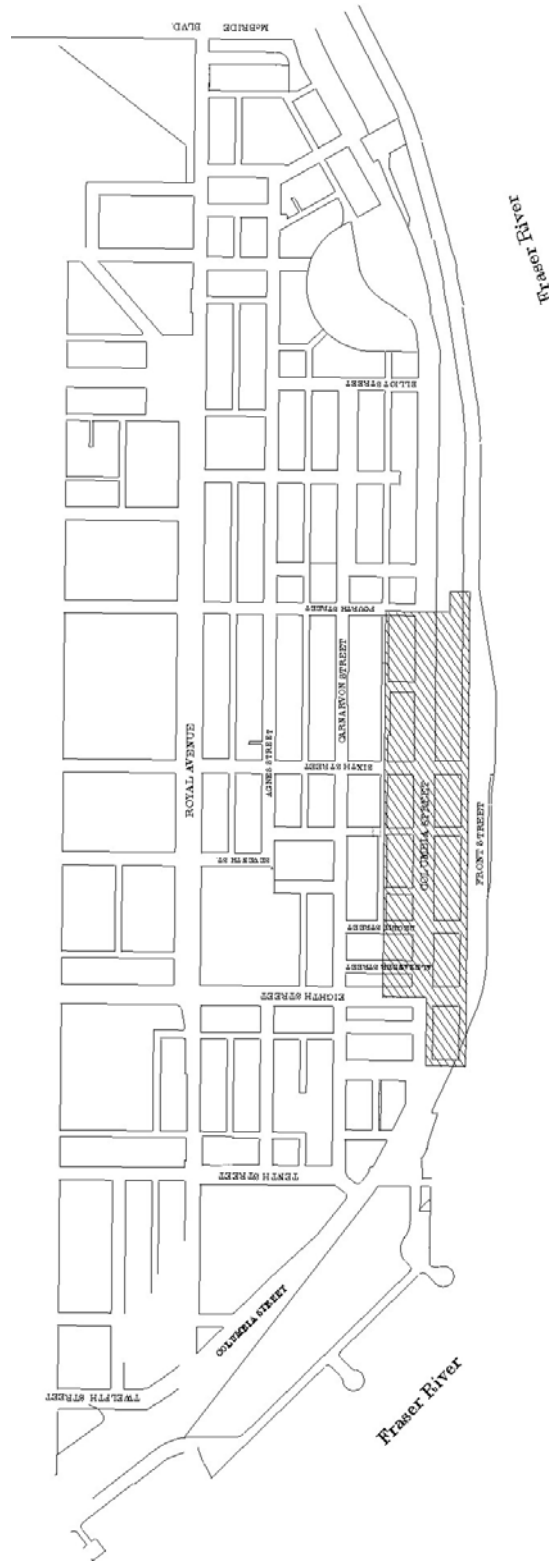 McBRIDE
BLVD.
Fraser River
ELLIOT STREET
FOURTH STREET
CARNARVON STREET
ROYAL AVENUE
AGNES STREET
SIXTH STREET
COLUMBIA STREET
FRONT STREET
SEVENTH ST.
BEGBIE STREET
ALEXANDER STREET
EIGHTH STREET
TENTH STREET
COLUMBIA STREET
TWELFTH STREET
Fraser River